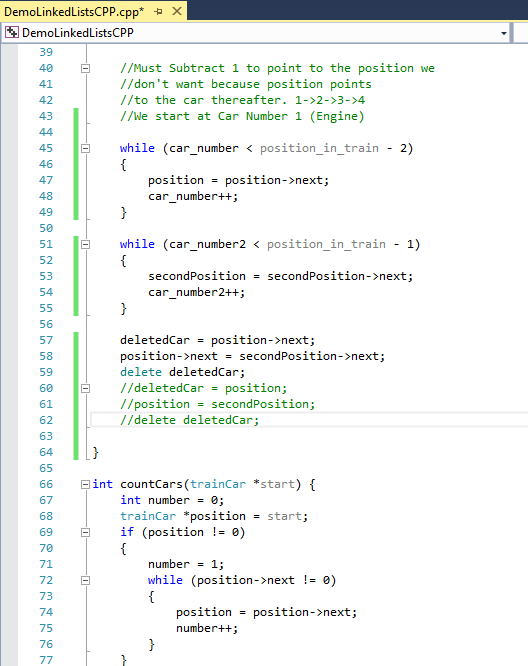 DemoLinkedListsCPP.cpp*
DemoLinkedListsCPP
39
40 //Must Subtract 1 to point to the position we
41 //don't want because position points
42 //to the car thereafter. 1->2->3->4
43 //We start at Car Number 1 (Engine)
44
45 while (car_number < position_in_train - 2)
46 {
47 position = position->next;
48 car_number++;
49 }
50
51 while (car_number2 < position_in_train - 1)
52 {
53 secondPosition = secondPosition->next;
54 car_number2++;
55 }
56
57 deletedCar = position->next;
58 position->next = secondPosition->next;
59 delete deletedCar;
60 //deletedCar = position;
61 //position = secondPosition;
62 //delete deletedCar;
63
64 }
65
66 int countCars(trainCar *start) {
67 int number = 0;
68 trainCar *position = start;
69 if (position != 0)
70 {
71 number = 1;
72 while (position->next != 0)
73 {
74 position = position->next;
75 number++;
76 }
77 }